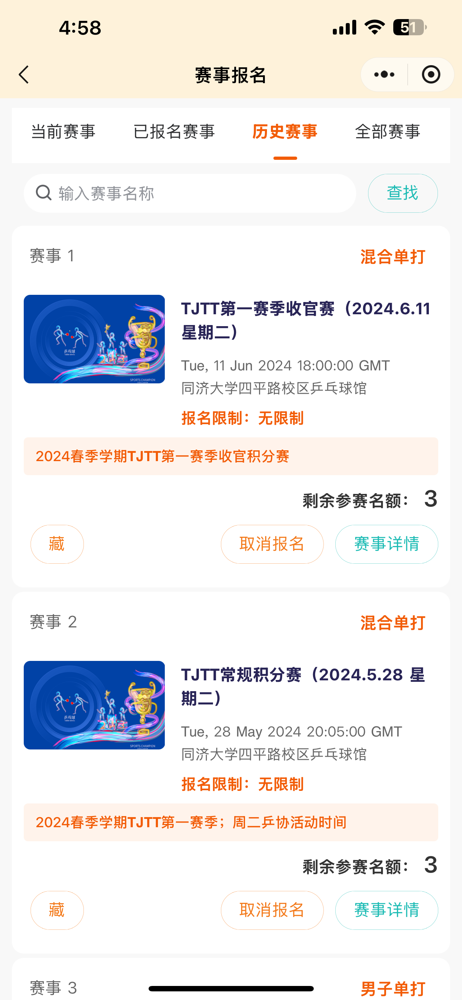 4:58
51
赛事报名
当前赛事 已报名赛事 历史赛事 全部赛事
输入赛事名称 查找
赛事 1 混合单打
乒乓球
Table tennis
SPORTS CHAMPION
TJTT第一赛季收官赛（2024.6.11
星期二）
Tue, 11 Jun 2024 18:00:00 GMT
同济大学四平路校区乒乓球馆
报名限制：无限制
2024春季学期TJTT第一赛季收官积分赛
剩余参赛名额： 3
藏 取消报名 赛事详情
赛事 2 混合单打
乒乓球
Table tennis
SPORTS CHAMPION
TJTT常规积分赛（2024.5.28 星
期二）
Tue, 28 May 2024 20:05:00 GMT
同济大学四平路校区乒乓球馆
报名限制：无限制
2024春季学期TJTT第一赛季；周二乒协活动时间
剩余参赛名额： 3
藏 取消报名 赛事详情
赛事 3 男子单打